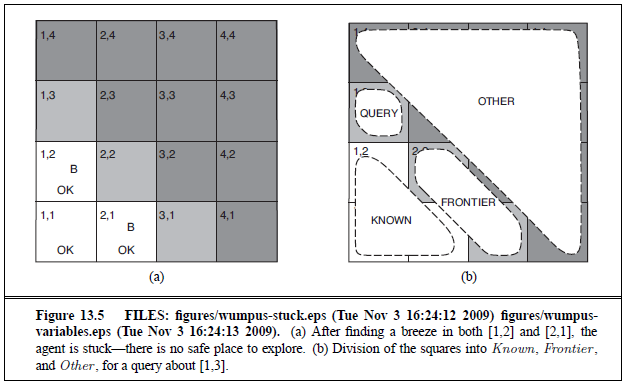 1,4 2,4 3,4 4,4
1,3 2,3 3,3 4,3
1,2 2,2 3,2 4,2
B
OK
1,1 2,1 3,1 4,1
B
OK OK
(a)
OTHER
QUERY
1,2
FRONTIER
KNOWN
(b)
Figure 13.5 FILES: figures/wumpus-stuck.eps (Tue Nov 3 16:24:12 2009) figures/wumpus-
variables.eps (Tue Nov 3 16:24:13 2009). (a) After finding a breeze in both [1,2] and [2,1], the
agent is stuck—there is no safe place to explore. (b) Division of the squares into Known, Frontier,
and Other, for a query about [1,3].